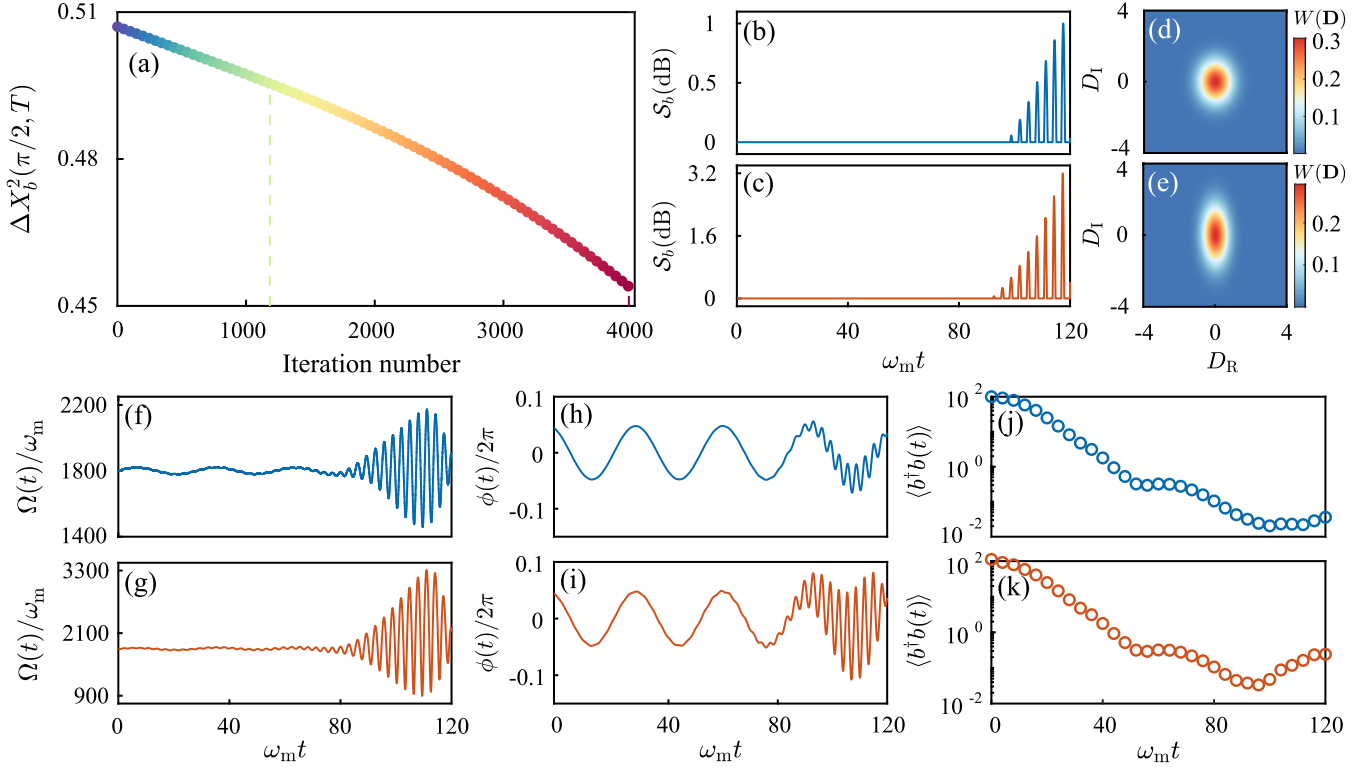 (a)
ΔX_b^2(π/2, T)
0.51
0.48
0.45
0
1000
2000
3000
4000
Iteration number
(b)
S_b(dB)
1
0.5
0
(c)
S_b(dB)
3.2
1.6
0
0
40
80
120
ω_m t
(d)
D_I
4
0
-4
W(D)
0.3
0.2
0.1
(e)
D_I
4
0
-4
-4
0
4
D_R
W(D)
0.3
0.2
0.1
(f)
Ω(t)/ω_m
2200
1800
1400
(g)
Ω(t)/ω_m
3300
2100
900
0
40
80
120
ω_m t
(h)
ϕ(t)/2π
0.1
0
-0.1
(i)
ϕ(t)/2π
0.1
0
-0.1
0
40
80
120
ω_m t
(j)
⟨b†b(t)⟩
10^2
10^0
10^-2
(k)
⟨b†b(t)⟩
10^2
10^0
10^-2
0
40
80
120
ω_m t